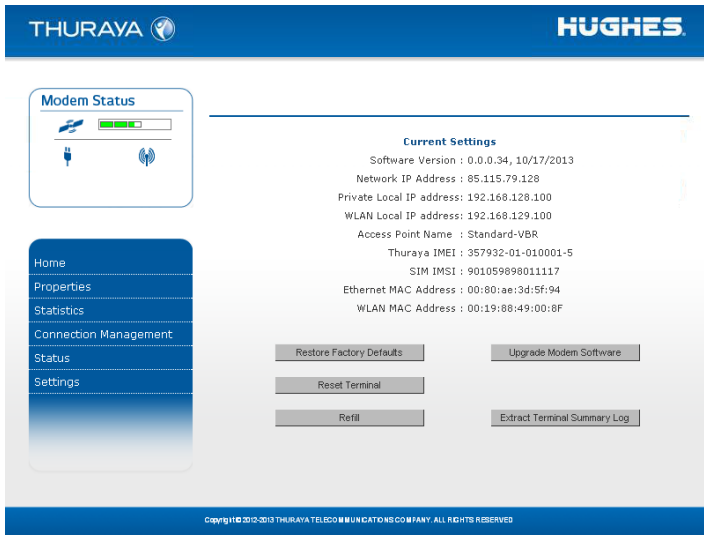 THURAYA
HUGHES.
Modem Status
Current Settings
Software Version : 0.0.0.34, 10/17/2013
Network IP Address : 85.115.79.128
Private Local IP address: 192.168.128.100
WLAN Local IP address: 192.168.129.100
Access Point Name : Standard-VBR
Thuraya IMEI : 357932-01-010001-5
SIM IMSI : 901059898011117
Ethernet MAC Address : 00:80:ae:3d:5f:94
WLAN MAC Address : 00:19:88:49:00:8F
Home
Properties
Statistics
Connection Management
Status
Settings
Restore Factory Defaults
Upgrade Modem Software
Reset Terminal
Refill
Extract Terminal Summary Log
Copyright© 2012-2013 THURAYA TELECOMMUNICATIONS COMPANY. ALL RIGHTS RESERVED